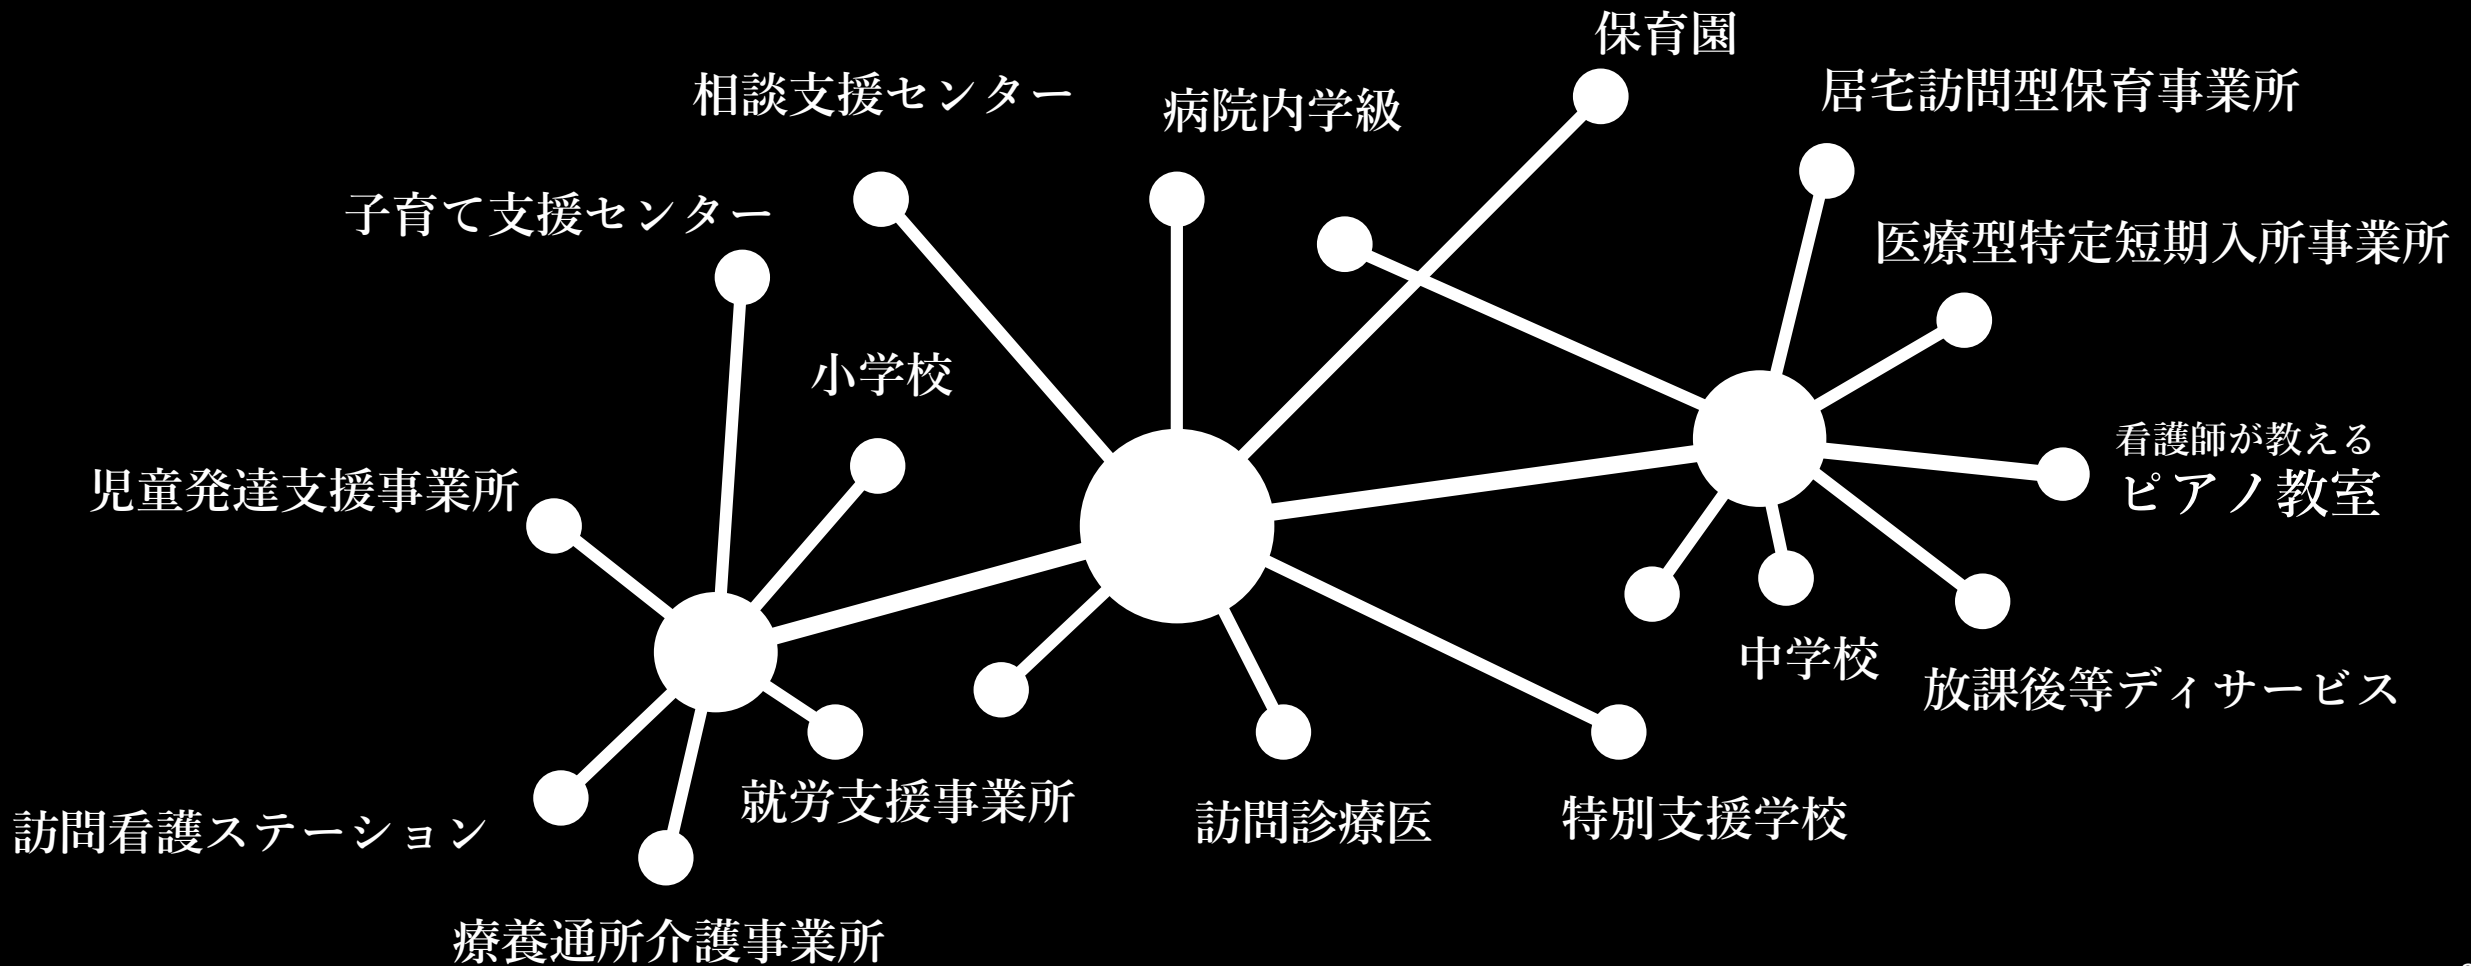 保育園
居宅訪問型保育事業所
相談支援センター
病院内学級
子育て支援センター
医療型特定短期入所事業所
小学校
看護師が教える
ピアノ教室
児童発達支援事業所
中学校
放課後等ディサービス
就労支援事業所
訪問看護ステーション
訪問診療医
特別支援学校
療養通所介護事業所